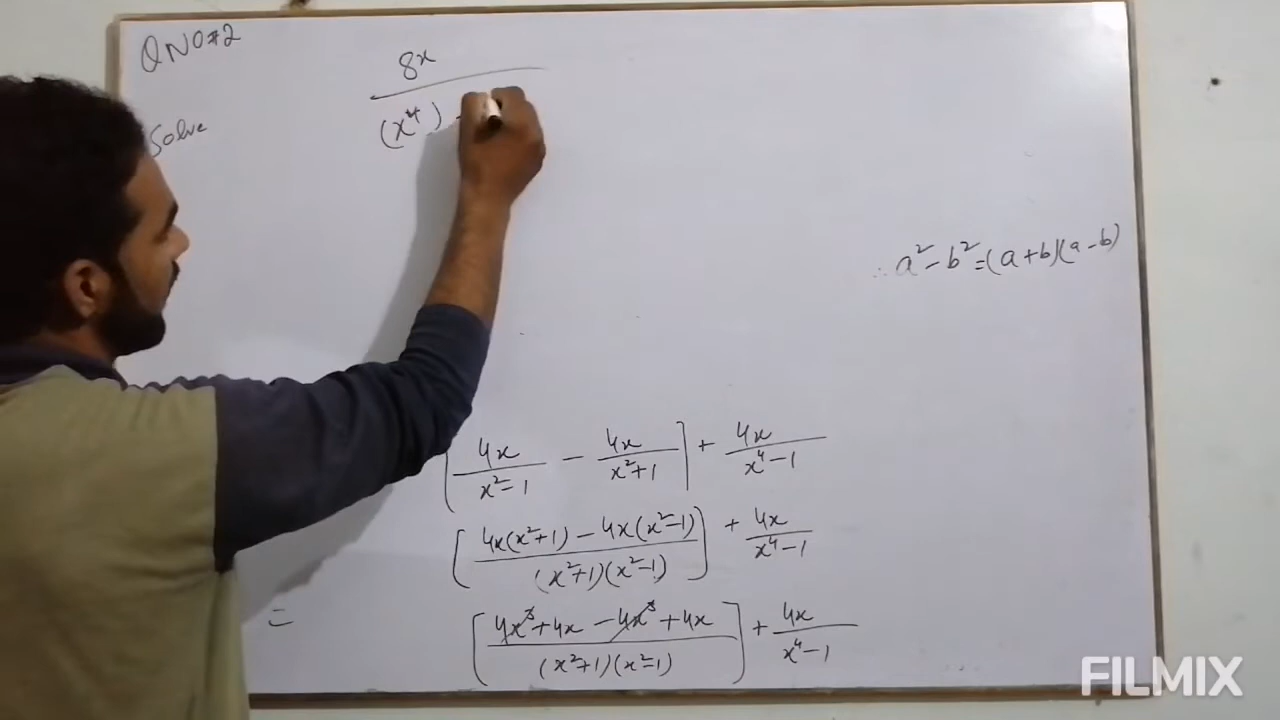 QNO#2
8x
(x⁴) -
Solve
∴ a² - b² = (a+b)(a-b)
[4x/x²-1 - 4x/x²+1] + 4x/x⁴-1
[4x(x²+1) - 4x(x²-1)/(x²+1)(x²-1)] + 4x/x⁴-1
= [4x³+4x - 4x³+4x/(x²+1)(x²-1)] + 4x/x⁴-1
FILMIX